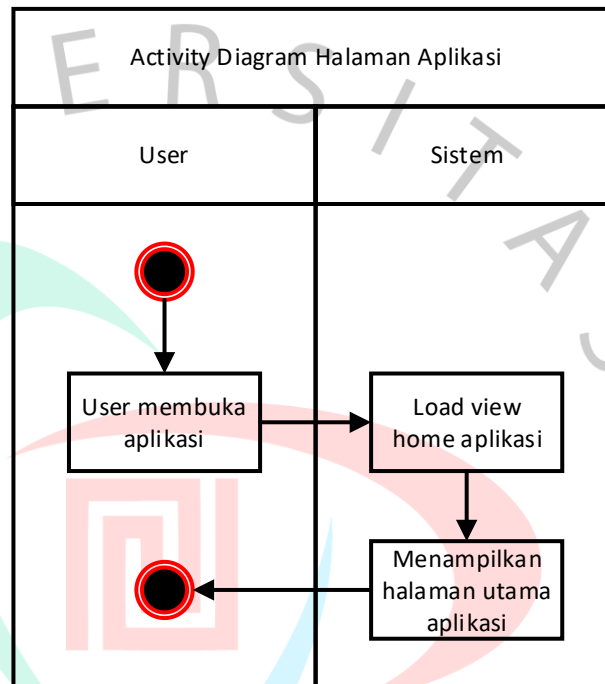 Activity Diagram Halaman Aplikasi
User
Sistem
User membuka
aplikasi
Load view
home aplikasi
Menampilkan
halaman utama
aplikasi
E R S I T A S